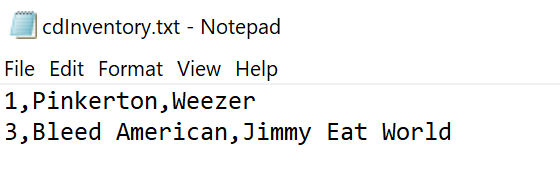 cdInventory.txt - Notepad
File Edit Format View Help
1,Pinkerton,Weezer
3,Bleed American,Jimmy Eat World